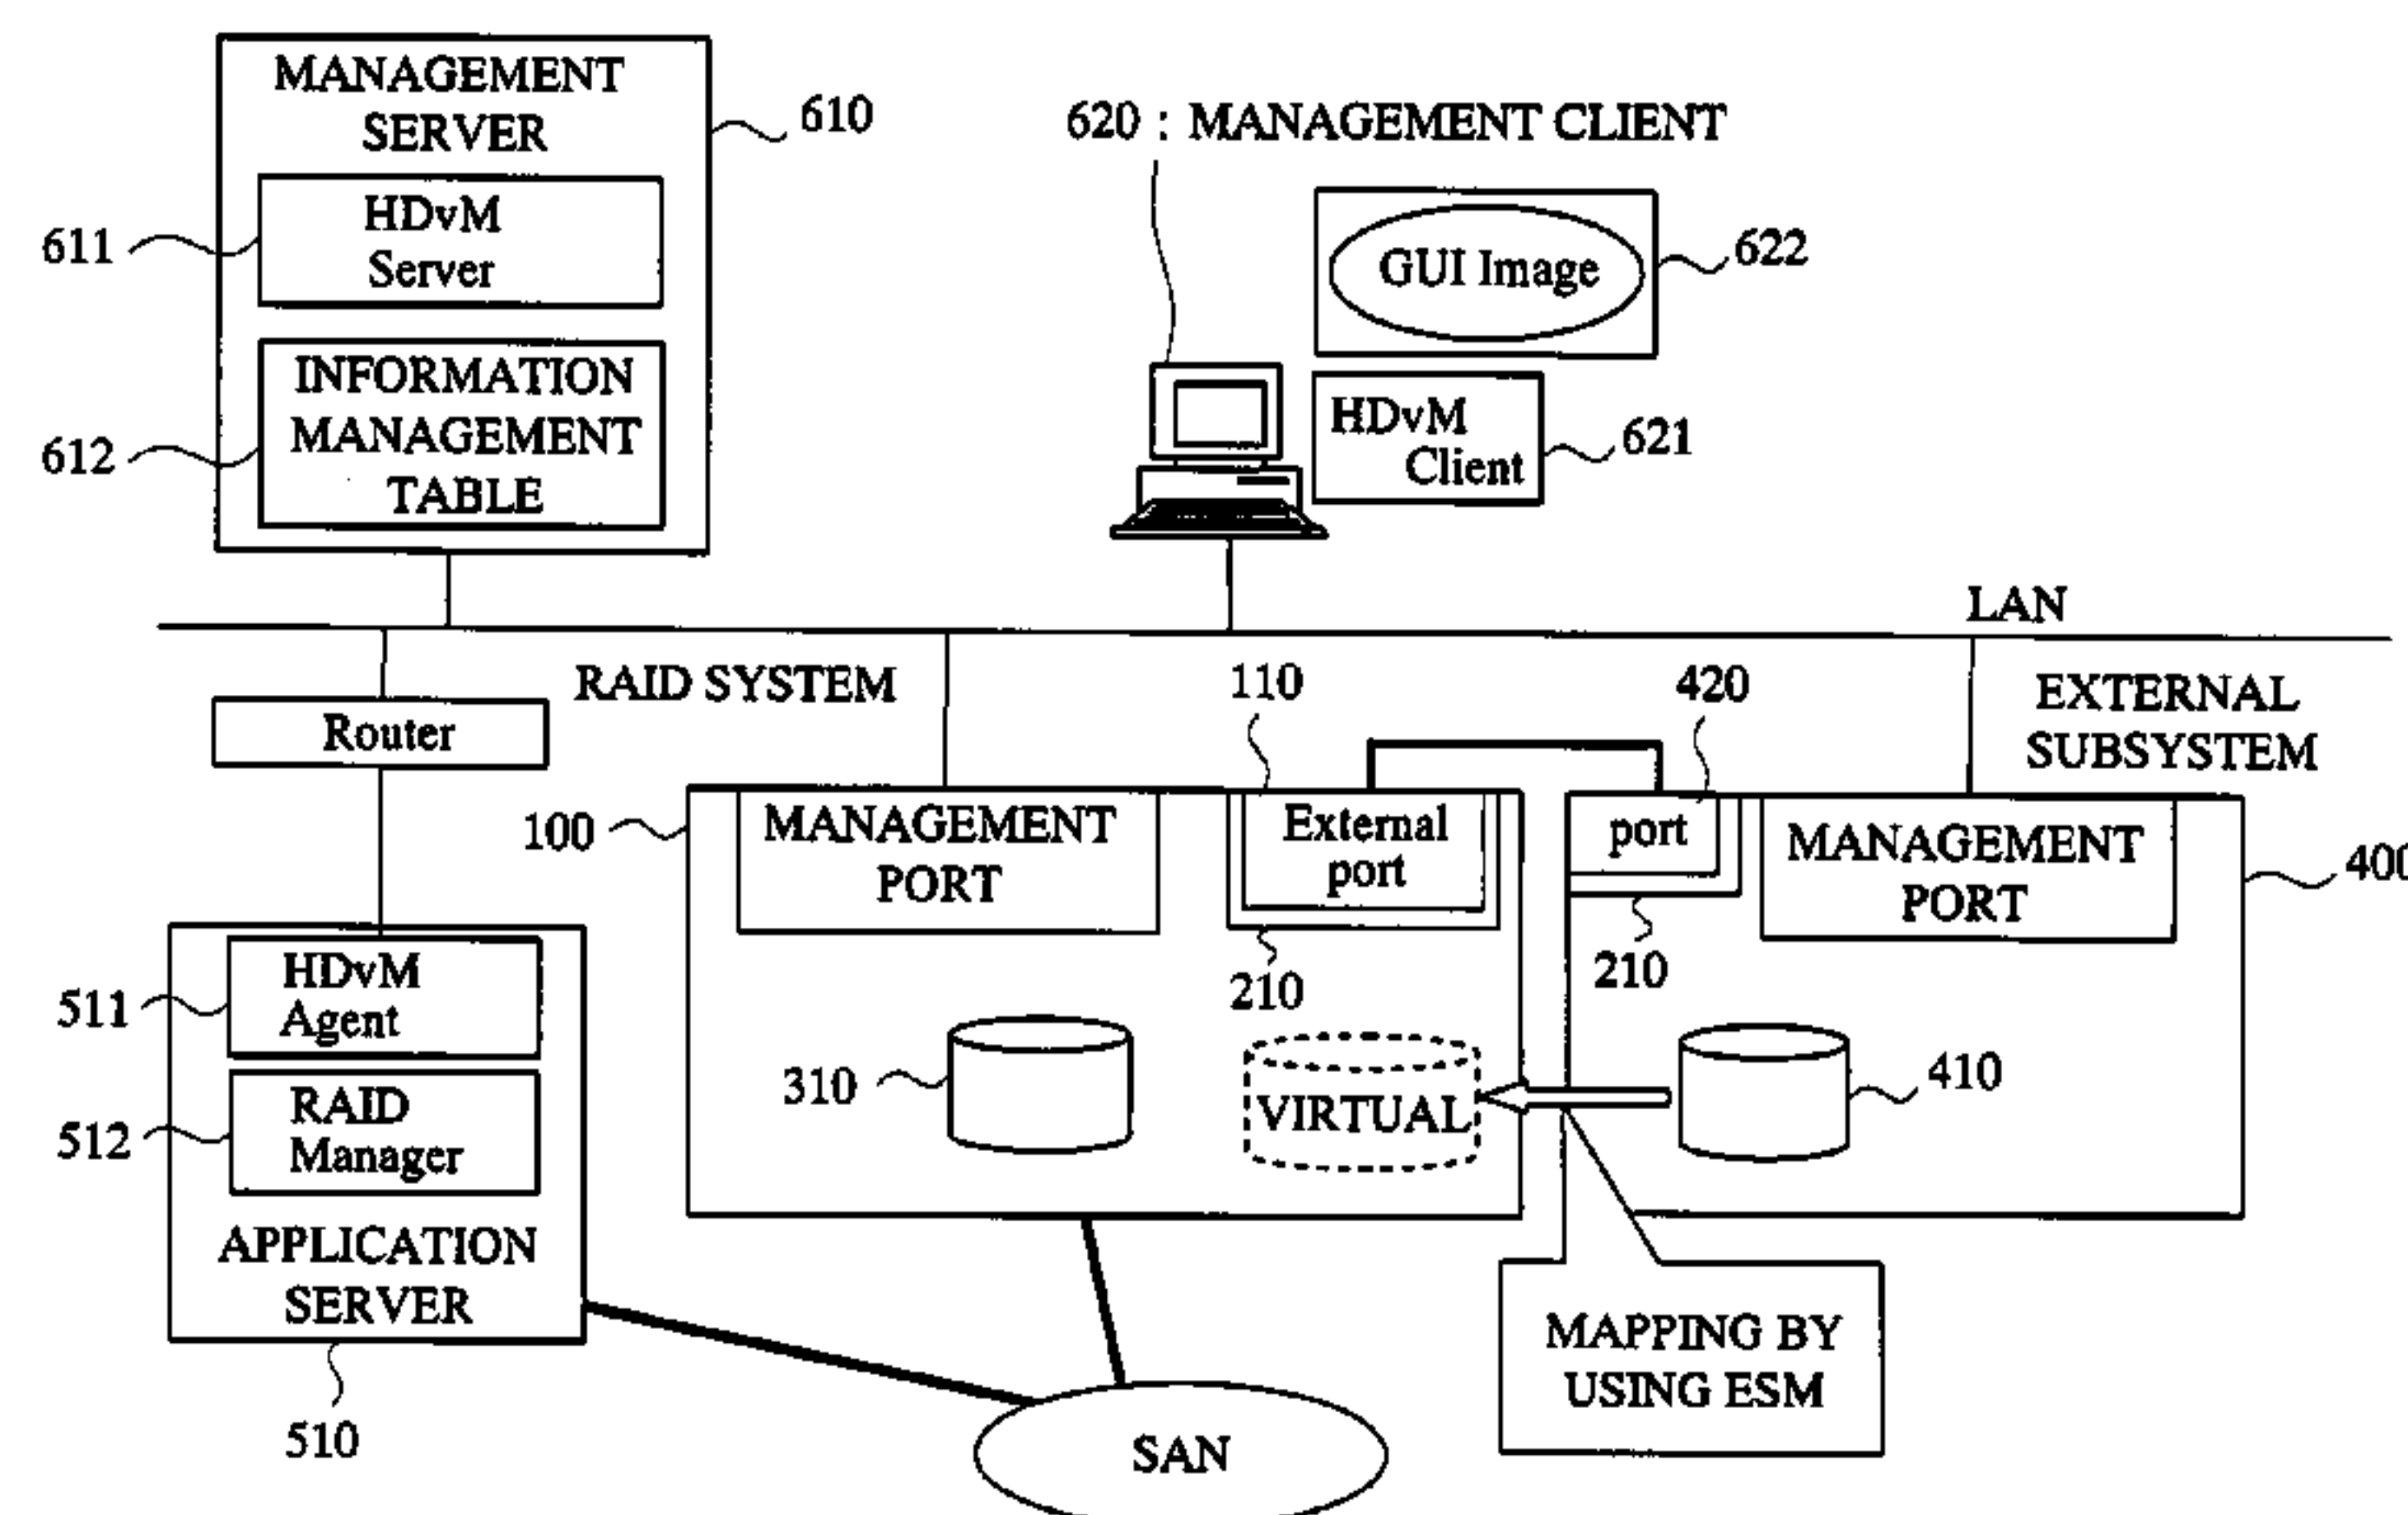 MANAGEMENT
SERVER
610
HDvM
Server
611
INFORMATION
MANAGEMENT
TABLE
612
620 : MANAGEMENT CLIENT
GUI Image
622
HDvM
Client
621
LAN
RAID SYSTEM
Router
110
420
EXTERNAL
SUBSYSTEM
100
MANAGEMENT
PORT
External
port
210
port
210
MANAGEMENT
PORT
400
HDvM
Agent
511
RAID
Manager
512
APPLICATION
SERVER
510
310
VIRTUAL
410
MAPPING BY
USING ESM
SAN